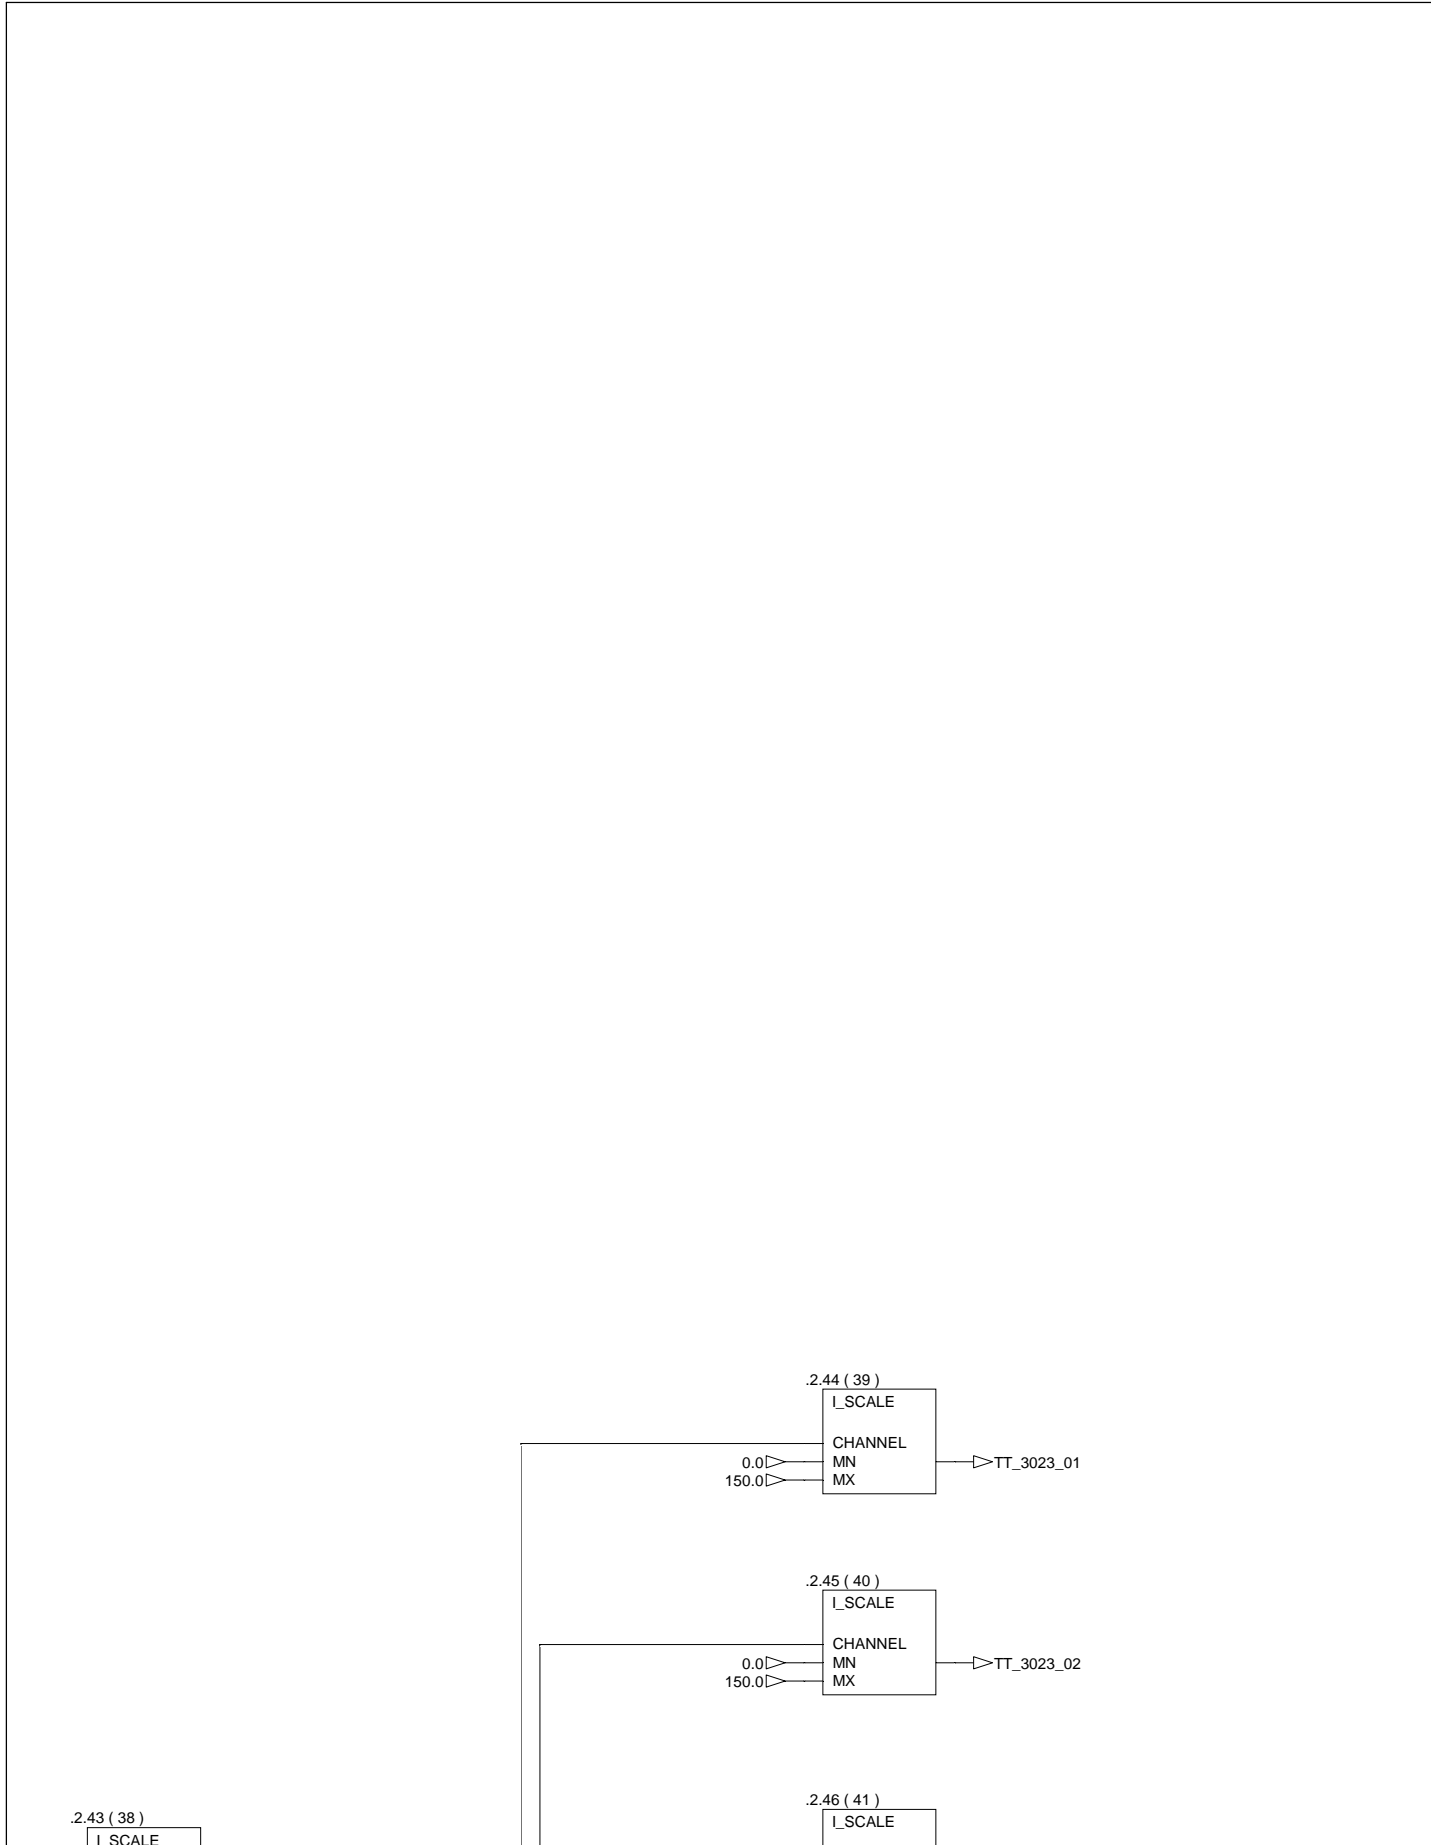 .2.44 ( 39 )
I_SCALE
CHANNEL
0.0 MN TT_3023_01
150.0 MX
.2.45 ( 40 )
I_SCALE
CHANNEL
0.0 MN TT_3023_02
150.0 MX
.2.46 ( 41 )
I_SCALE
.2.43 ( 38 )
I_SCALE